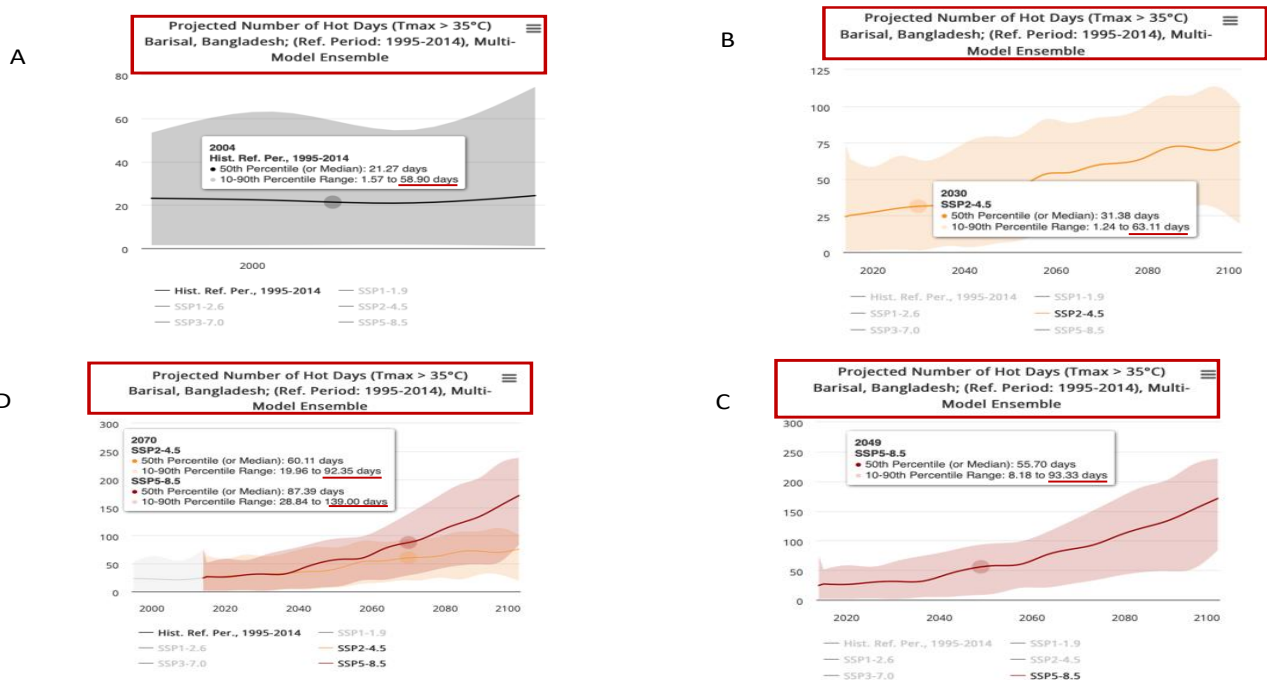 A
Projected Number of Hot Days (Tmax > 35°C)
Barisal, Bangladesh; (Ref. Period: 1995-2014), Multi-
Model Ensemble
80
60
40
20
0
2004
Hist. Ref. Per., 1995-2014
● 50th Percentile (or Median): 21.27 days
● 10-90th Percentile Range: 1.57 to 58.90 days
2000
Hist. Ref. Per., 1995-2014
SSP1-1.9
SSP1-2.6
SSP2-4.5
SSP3-7.0
SSP5-8.5
B
Projected Number of Hot Days (Tmax > 35°C)
Barisal, Bangladesh; (Ref. Period: 1995-2014), Multi-
Model Ensemble
125
100
75
50
25
0
2030
SSP2-4.5
● 50th Percentile (or Median): 31.38 days
● 10-90th Percentile Range: 1.24 to 63.11 days
2020 2040 2060 2080 2100
Hist. Ref. Per., 1995-2014
SSP1-1.9
SSP1-2.6
SSP2-4.5
SSP3-7.0
SSP5-8.5
D
Projected Number of Hot Days (Tmax > 35°C)
Barisal, Bangladesh; (Ref. Period: 1995-2014), Multi-
Model Ensemble
300
250
200
150
100
50
0
2070
SSP2-4.5
● 50th Percentile (or Median): 60.11 days
● 10-90th Percentile Range: 19.96 to 92.35 days
SSP5-8.5
● 50th Percentile (or Median): 87.39 days
● 10-90th Percentile Range: 28.84 to 139.00 days
2000 2020 2040 2060 2080 2100
Hist. Ref. Per., 1995-2014
SSP1-1.9
SSP1-2.6
SSP2-4.5
SSP3-7.0
SSP5-8.5
C
Projected Number of Hot Days (Tmax > 35°C)
Barisal, Bangladesh; (Ref. Period: 1995-2014), Multi-
Model Ensemble
300
250
200
150
100
50
0
2049
SSP5-8.5
● 50th Percentile (or Median): 55.70 days
● 10-90th Percentile Range: 8.18 to 93.33 days
2020 2040 2060 2080 2100
Hist. Ref. Per., 1995-2014
SSP1-1.9
SSP1-2.6
SSP2-4.5
SSP3-7.0
SSP5-8.5